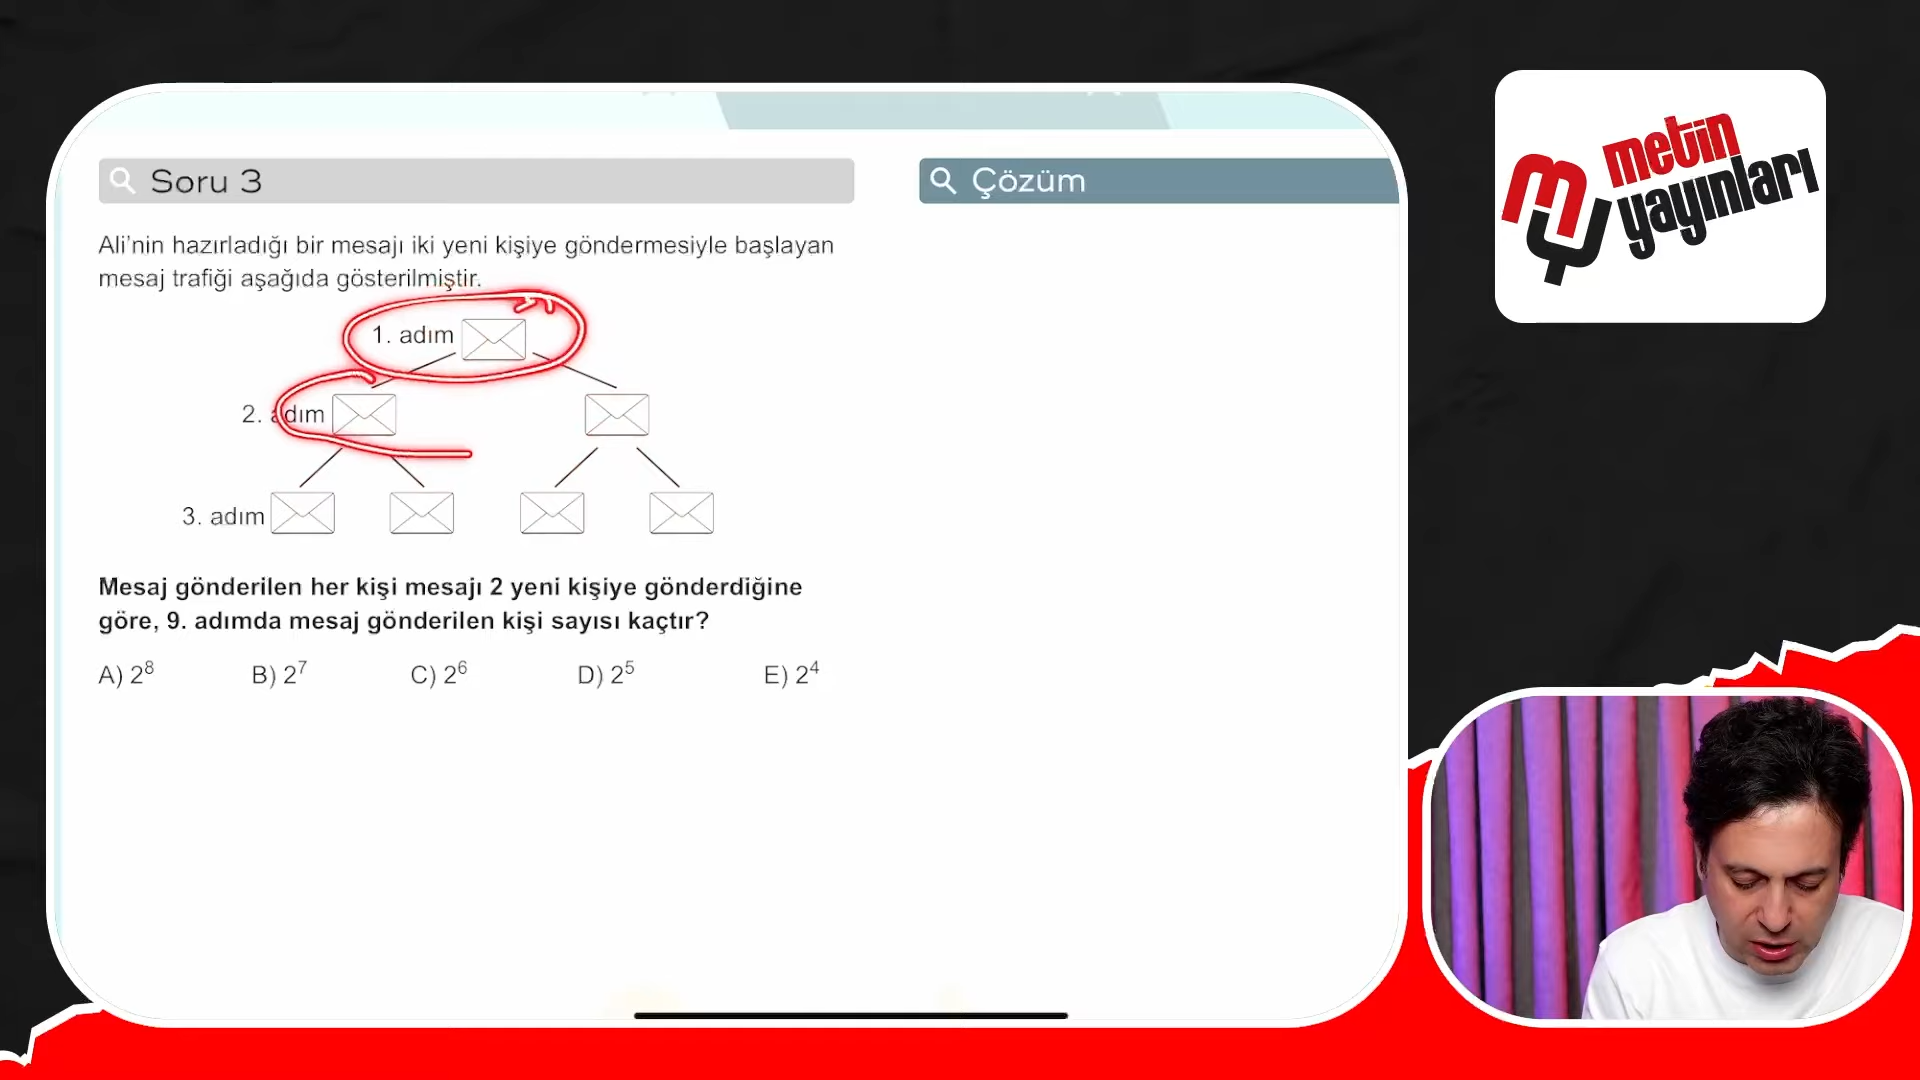 Soru 3
Ali’nin hazırladığı bir mesajı iki yeni kişiye göndermesiyle başlayan
mesaj trafiği aşağıda gösterilmiştir.
1. adım
2. adım
3. adım
Mesaj gönderilen her kişi mesajı 2 yeni kişiye gönderdiğine
göre, 9. adımda mesaj gönderilen kişi sayısı kaçtır?
A) 2⁸ B) 2⁷ C) 2⁶ D) 2⁵ E) 2⁴
Çözüm
metin
yayınları